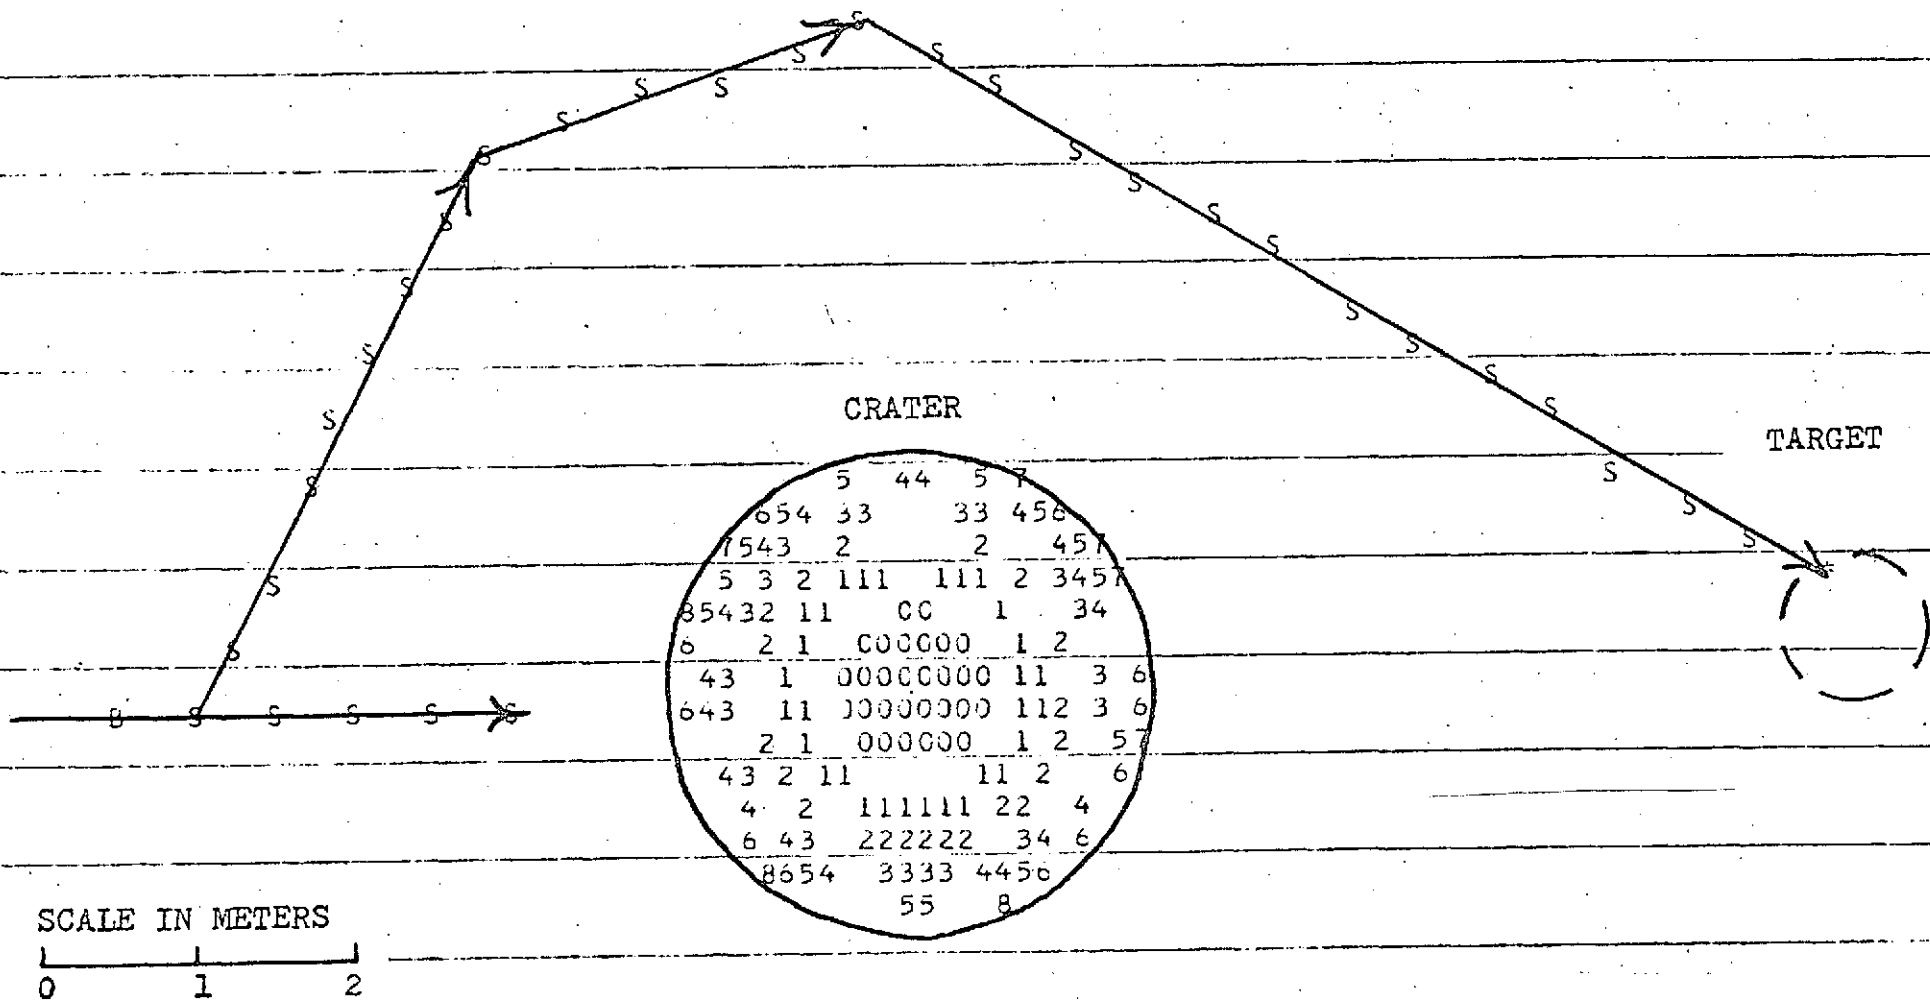 S
S S
S S S S
S S
S S
S
S
S
S
S
S
S
S
S
S
S
CRATER
S
TARGET
S
S
5 44 5 7
S
S
654 33 33 456
S
7543 2 2 457
S
5 3 2 111 111 2 3457
S
85432 11 00 1 34
6 2 1 000000 1 2
S
43 1 00000000 11 3 6
643 11 00000000 112 3 6
B S S S S S
2 1 000000 1 2 57
43 2 11 11 2 6
4 2 111111 22 4
6 43 222222 34 6
8654 3333 4456
55 8
SCALE IN METERS
0 1 2